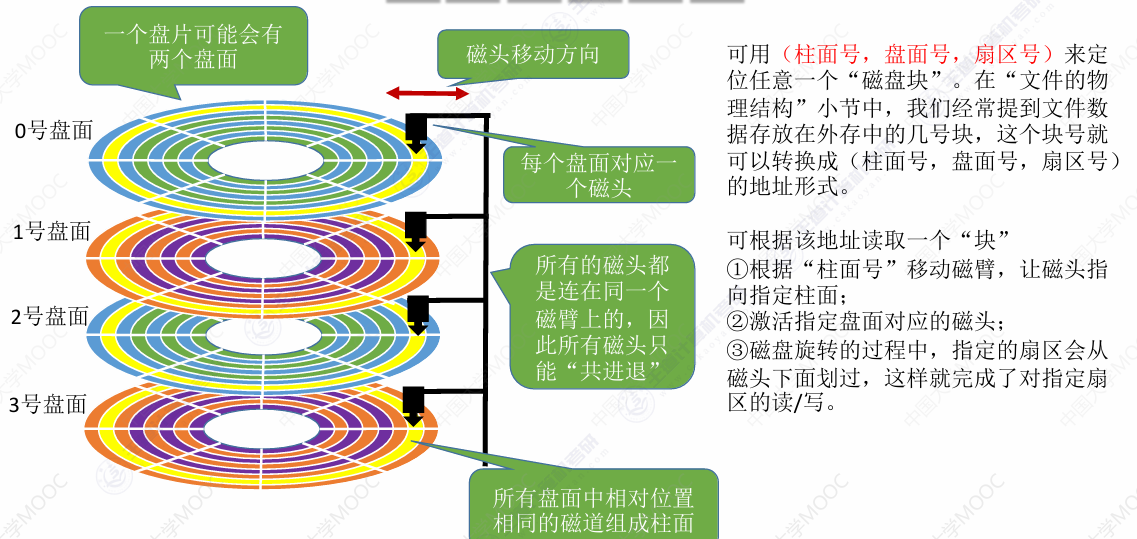 一个盘片可能会有
两个盘面
磁头移动方向
0号盘面
每个盘面对应一
个磁头
1号盘面
所有的磁头都
是连在同一个
磁臂上的，因
此所有磁头只
能“共进退”
2号盘面
3号盘面
所有盘面中相对位置
相同的磁道组成柱面
可用（柱面号，盘面号，扇区号）来定
位任意一个“磁盘块”。在“文件的物
理结构”小节中，我们经常提到文件数
据存放在外存中的几号块，这个块号就
可以转换成（柱面号，盘面号，扇区号）
的地址形式。
可根据该地址读取一个“块”
①根据“柱面号”移动磁臂，让磁头指
向指定柱面；
②激活指定盘面对应的磁头；
③磁盘旋转的过程中，指定的扇区会从
磁头下面划过，这样就完成了对指定扇
区的读/写。
中国大学MOOC